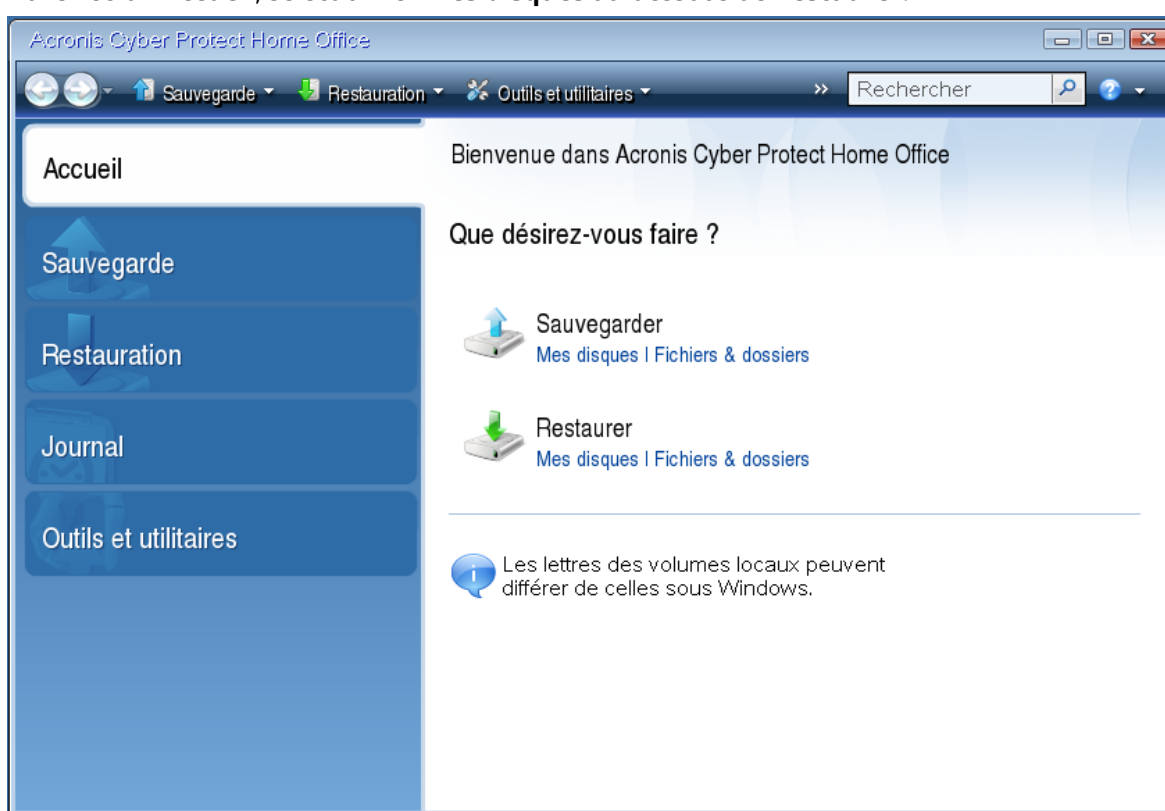 Acronis Cyber Protect Home Office
Sauvegarde
Restauration
Outils et utilitaires
»
Rechercher
Accueil
Sauvegarde
Restauration
Journal
Outils et utilitaires
Bienvenue dans Acronis Cyber Protect Home Office
Que désirez-vous faire ?
Sauvegarder
Mes disques | Fichiers & dossiers
Restaurer
Mes disques | Fichiers & dossiers
Les lettres des volumes locaux peuvent
différer de celles sous Windows.